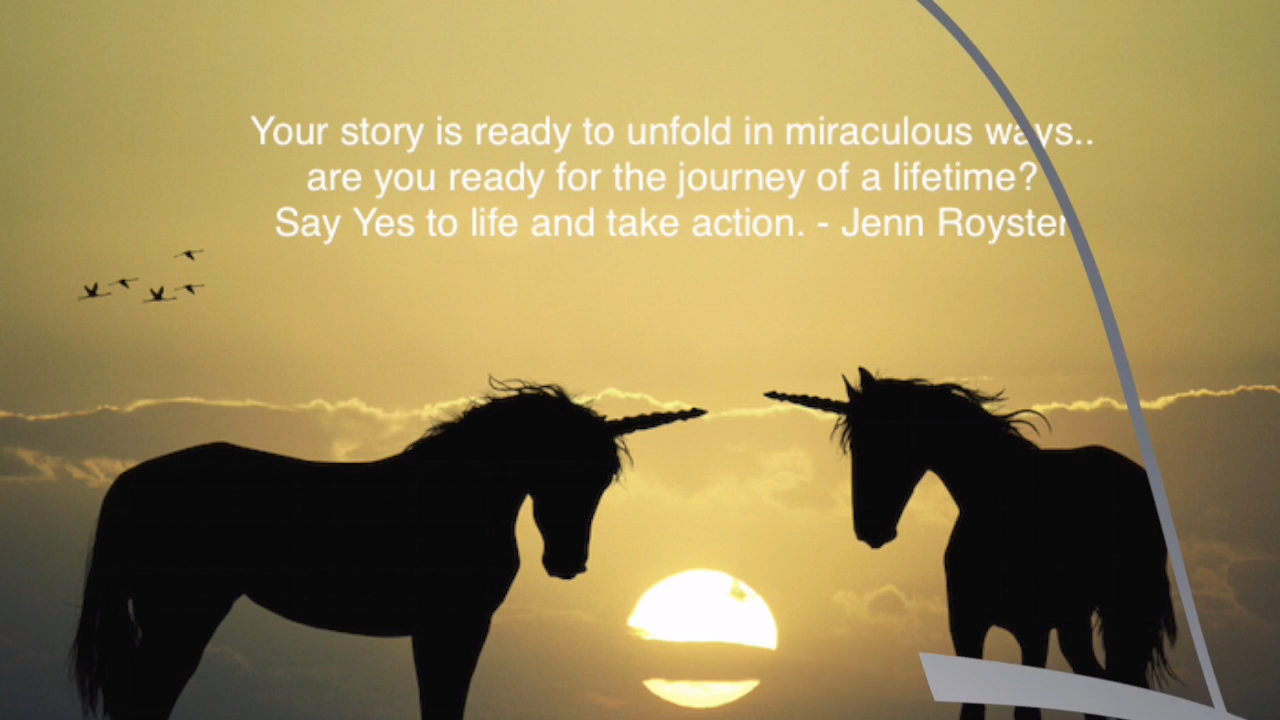 Your story is ready to unfold in miraculous ways..
are you ready for the journey of a lifetime?
Say Yes to life and take action. - Jenn Royster